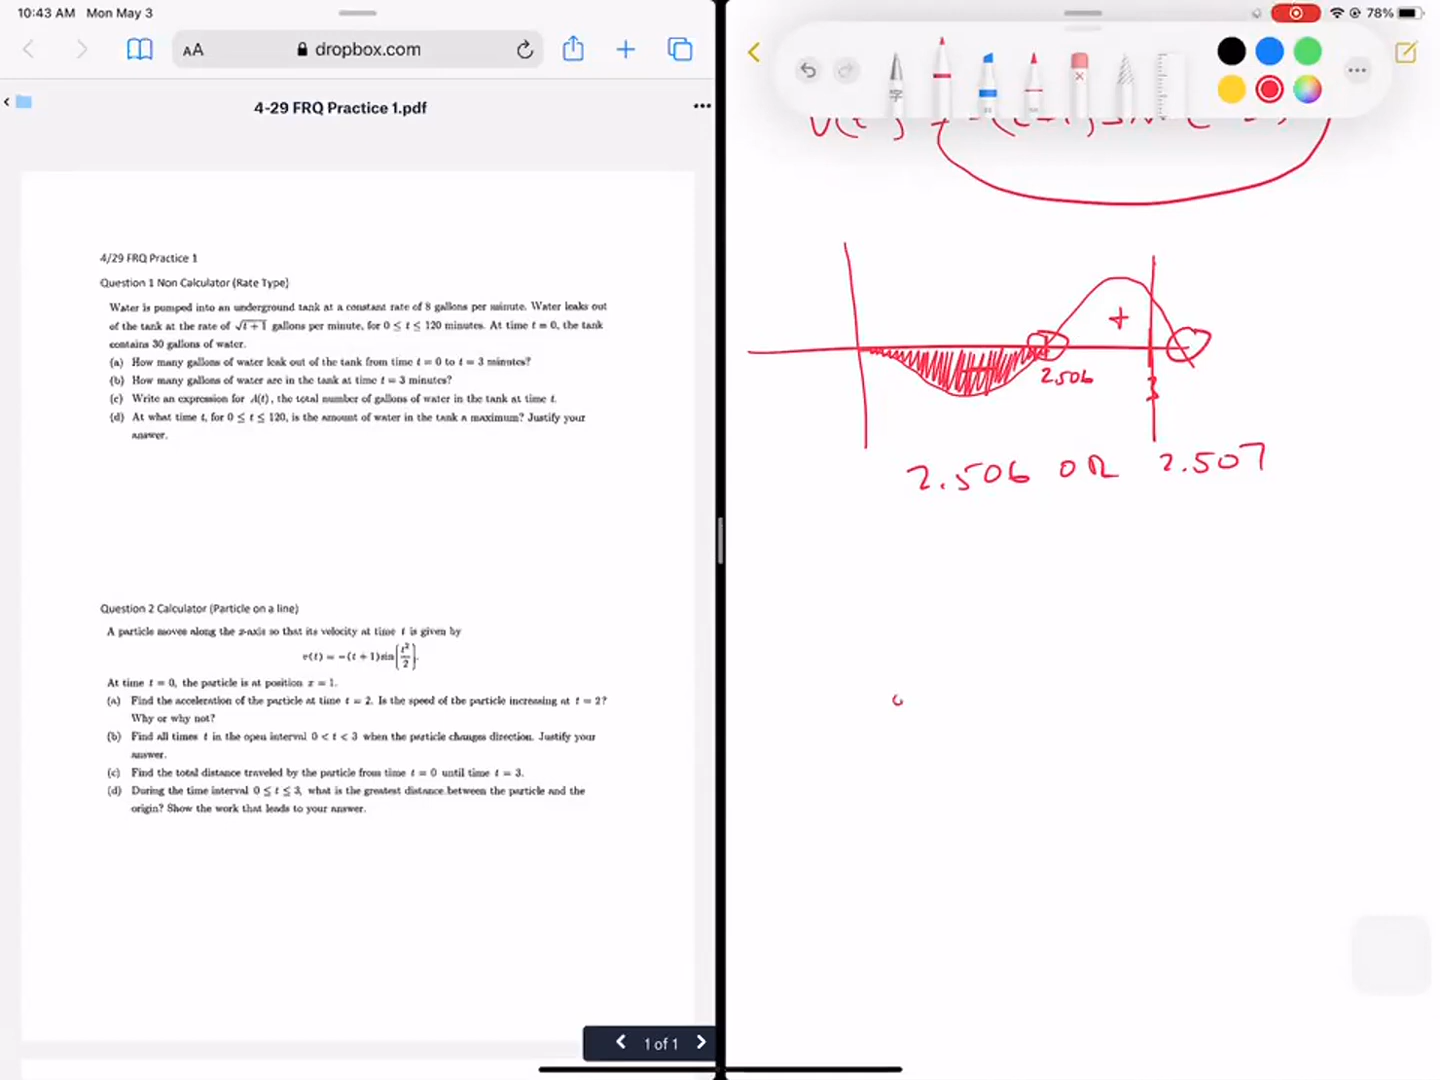 10:43 AM Mon May 3
78%
AA dropbox.com
4-29 FRQ Practice 1.pdf
4/29 FRQ Practice 1
Question 1 Non Calculator (Rate Type)
Water is pumped into an underground tank at a constant rate of 8 gallons per minute. Water leaks out
of the tank at the rate of √t+1 gallons per minute, for 0 ≤ t ≤ 120 minutes. At time t = 0, the tank
contains 30 gallons of water.
(a) How many gallons of water leak out of the tank from time t = 0 to t = 3 minutes?
(b) How many gallons of water are in the tank at time t = 3 minutes?
(c) Write an expression for A(t), the total number of gallons of water in the tank at time t.
(d) At what time t, for 0 ≤ t ≤ 120, is the amount of water in the tank a maximum? Justify your
answer.
Question 2 Calculator (Particle on a line)
A particle moves along the x-axis so that its velocity at time t is given by
v(t) = −(t + 1)sin(t²/2).
At time t = 0, the particle is at position x = 1.
(a) Find the acceleration of the particle at time t = 2. Is the speed of the particle increasing at t = 2?
Why or why not?
(b) Find all times t in the open interval 0 < t < 3 when the particle changes direction. Justify your
answer.
(c) Find the total distance traveled by the particle from time t = 0 until time t = 3.
(d) During the time interval 0 ≤ t ≤ 3, what is the greatest distance between the particle and the
origin? Show the work that leads to your answer.
1 of 1
+
2.506
3
2.506 OR 2.507